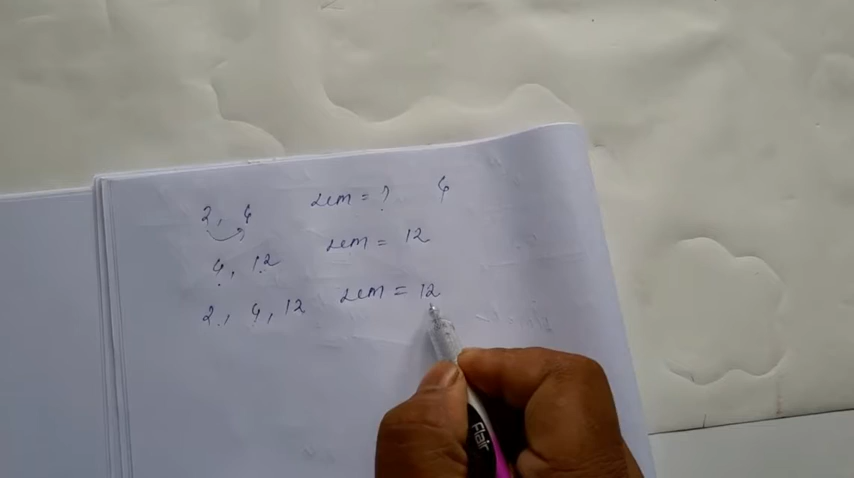 2, 4 LCM = ? 4
4, 12 LCM = 12
2, 4, 12 LCM = 12
Flair